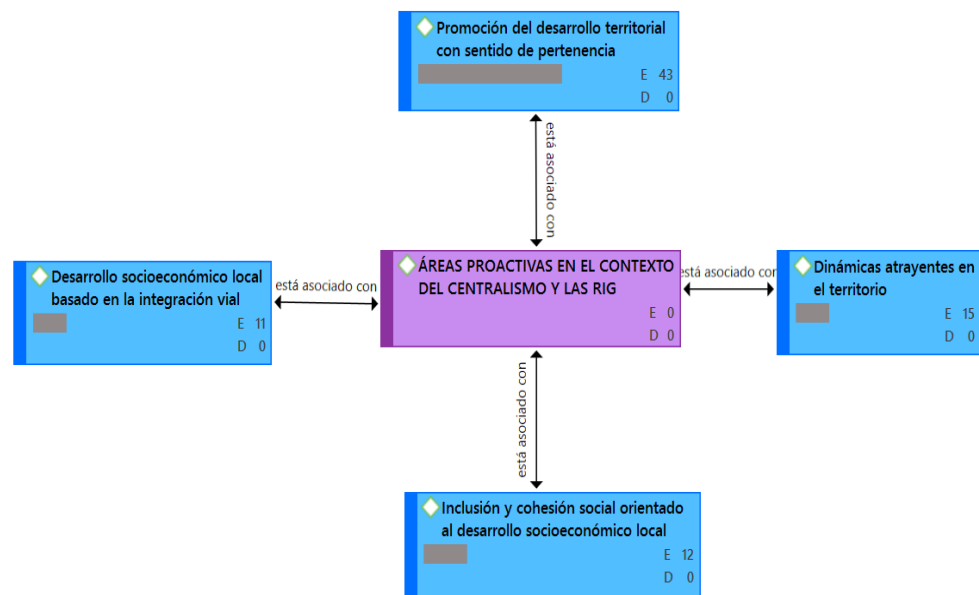 Promoción del desarrollo territorial
con sentido de pertenencia
E 43
D 0
está asociado con
ÁREAS PROACTIVAS EN EL CONTEXTO
DEL CENTRALISMO Y LAS RIG
E 0
D 0
Desarrollo socioeconómico local
basado en la integración vial
E 11
D 0
está asociado con
está asociado con
Dinámicas atrayentes en
el territorio
E 15
D 0
está asociado con
Inclusión y cohesión social orientado
al desarrollo socioeconómico local
E 12
D 0